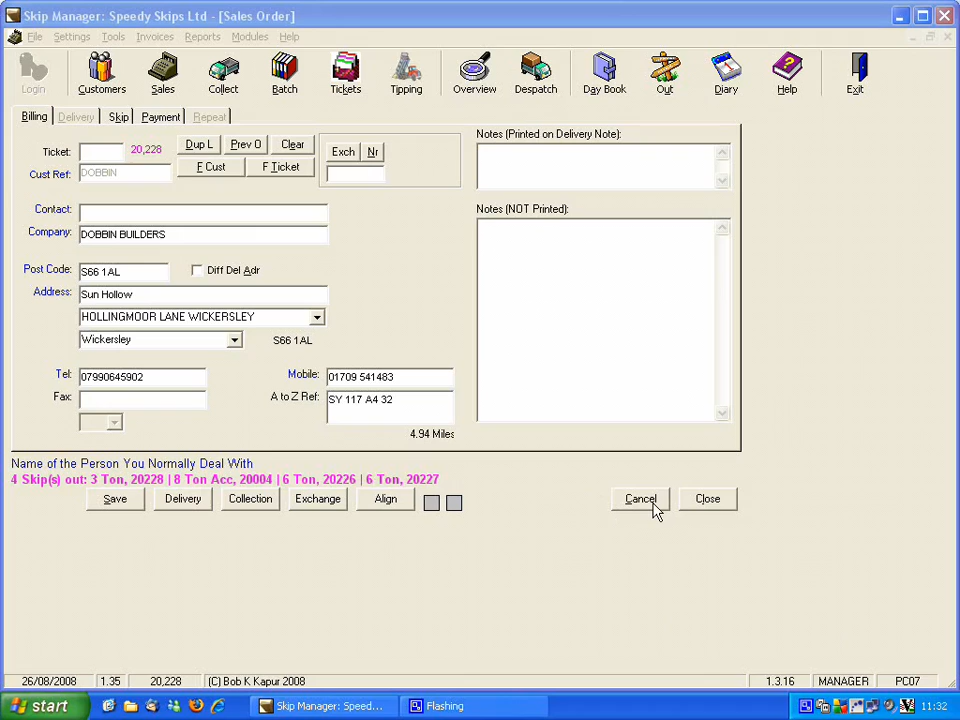 Skip Manager: Speedy Skips Ltd - [Sales Order]
File Settings Tools Invoices Reports Modules Help
Login Customers Sales Collect Batch Tickets Tipping Overview Despatch Day Book Out Diary Help Exit
Billing Delivery Skip Payment Repeat
Ticket: 20,228 Dup L Prev O Clear Exch Nr
Cust Ref: DOBBIN F Cust F Ticket
Contact:
Company: DOBBIN BUILDERS
Post Code: S66 1AL Diff Del Adr
Address: Sun Hollow
HOLLINGMOOR LANE WICKERSLEY
Wickersley S66 1AL
Tel: 07990645902 Mobile: 01709 541483
Fax: A to Z Ref: SY 117 A4 32
4.94 Miles
Notes (Printed on Delivery Note):
Notes (NOT Printed):
Name of the Person You Normally Deal With
4 Skip(s) out: 3 Ton, 20228 | 8 Ton Acc, 20004 | 6 Ton, 20226 | 6 Ton, 20227
Save Delivery Collection Exchange Align Cancel Close
26/08/2008 1.35 20,228 (C) Bob K Kapur 2008 1.3.16 MANAGER PC07
start Skip Manager: Speed... Flashing 11:32